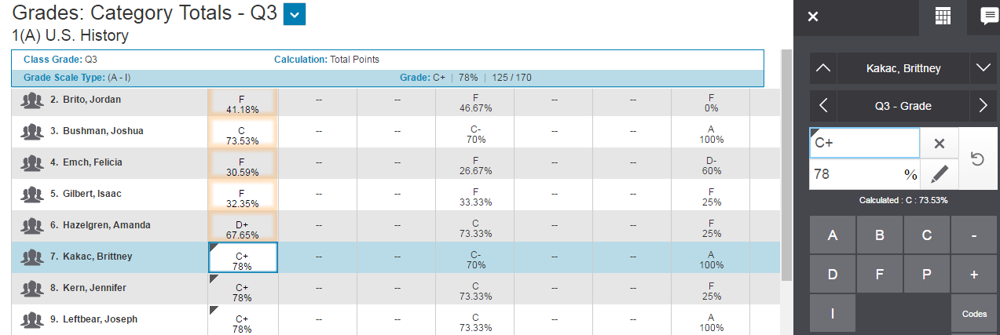 Grades: Category Totals - Q3
1(A) U.S. History
Class Grade: Q3 Calculation: Total Points
Grade Scale Type: (A - I) Grade: C+ | 78% | 125 / 170
2. Brito, Jordan F 41.18% -- -- F 46.67% -- -- F 0%
3. Bushman, Joshua C 73.53% -- -- C- 70% -- -- A 100%
4. Emch, Felicia F 30.59% -- -- F 26.67% -- -- D- 60%
5. Gilbert, Isaac F 32.35% -- -- F 33.33% -- -- F 25%
6. Hazelgren, Amanda D+ 67.65% -- -- C 73.33% -- -- F 25%
7. Kakac, Brittney C+ 78% -- -- C- 70% -- -- A 100%
8. Kern, Jennifer C+ 78% -- -- C 73.33% -- -- F 25%
9. Leftbear, Joseph C+ 78% -- -- C 73.33% -- -- A 100%
Kakac, Brittney
Q3 - Grade
C+
78 %
Calculated : C : 73.53%
A B C -
D F P +
I Codes